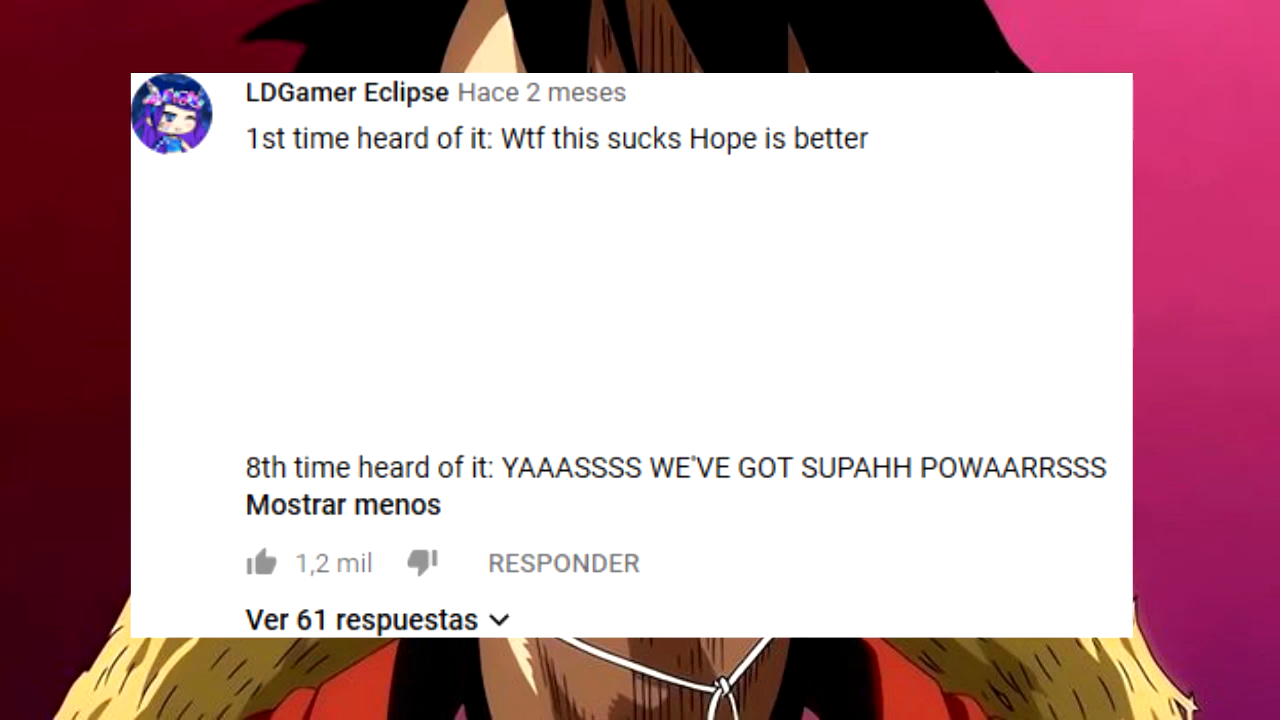 LDGamer Eclipse Hace 2 meses
1st time heard of it: Wtf this sucks Hope is better
8th time heard of it: YAAASSSS WE'VE GOT SUPAHH POWAARRSSS
Mostrar menos
1,2 mil RESPONDER
Ver 61 respuestas